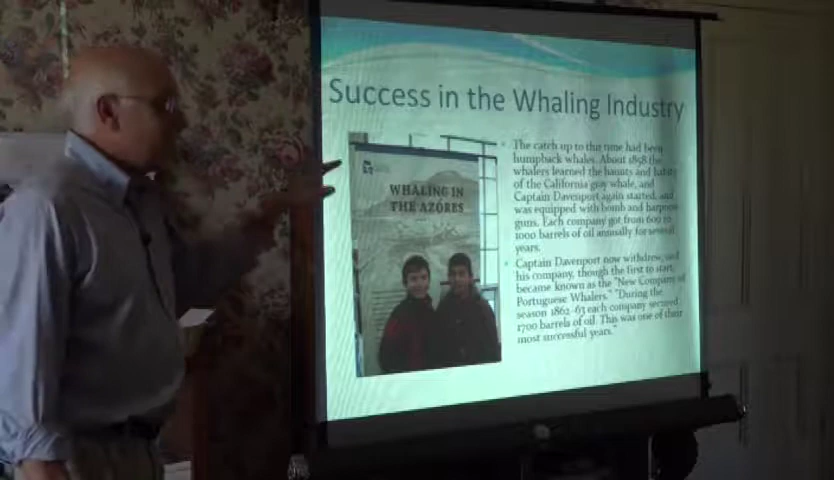 Success in the Whaling Industry
WHALING IN
THE AZORES
The catch up to this time had been
humpback whales. About 1858 the
whalers learned the haunts and habits
of the California gray whale, and
Captain Davenport again started, and
was equipped with bomb and harpoon
guns. Each company got from 600 to
1000 barrels of oil annually for several
years.
Captain Davenport now withdrew, and
his company, though the first to start,
became known as the "New Company of
Portuguese Whalers." "During the
season 1862-63 each company secured
1700 barrels of oil. This was one of their
most successful years."